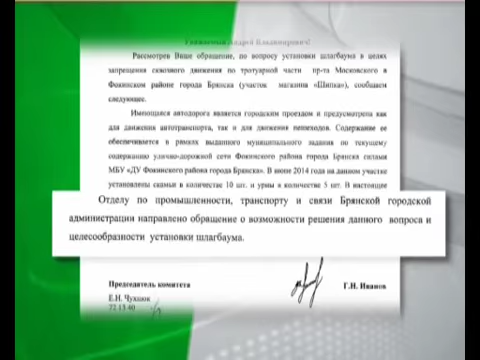 Уважаемый Андрей Владимирович!
Рассмотрев Ваше обращение, по вопросу установки шлагбаума в целях
запрещения сквозного движения по тротуарной части пр-та Московского в
Фокинском районе города Брянска (участок магазина «Шипка»), сообщаем
следующее.
Имеющаяся автодорога является городским проездом и предусмотрена как
для движения автотранспорта, так и для движения пешеходов. Содержание ее
обеспечивается в рамках выданного муниципального задания по текущему
содержанию улично-дорожной сети Фокинского района города Брянска силами
МБУ «ДУ Фокинского района города Брянска». В июне 2014 года на данном участке
установлены скамьи в количестве 10 шт. и урны в количестве 5 шт. В настоящее
Отделу по промышленности, транспорту и связи Брянской городской
администрации направлено обращение о возможности решения данного вопроса и
целесообразности установки шлагбаума.
Председатель комитета
Г.Н. Иванов
Е.Н. Чухнюк
72 13 40